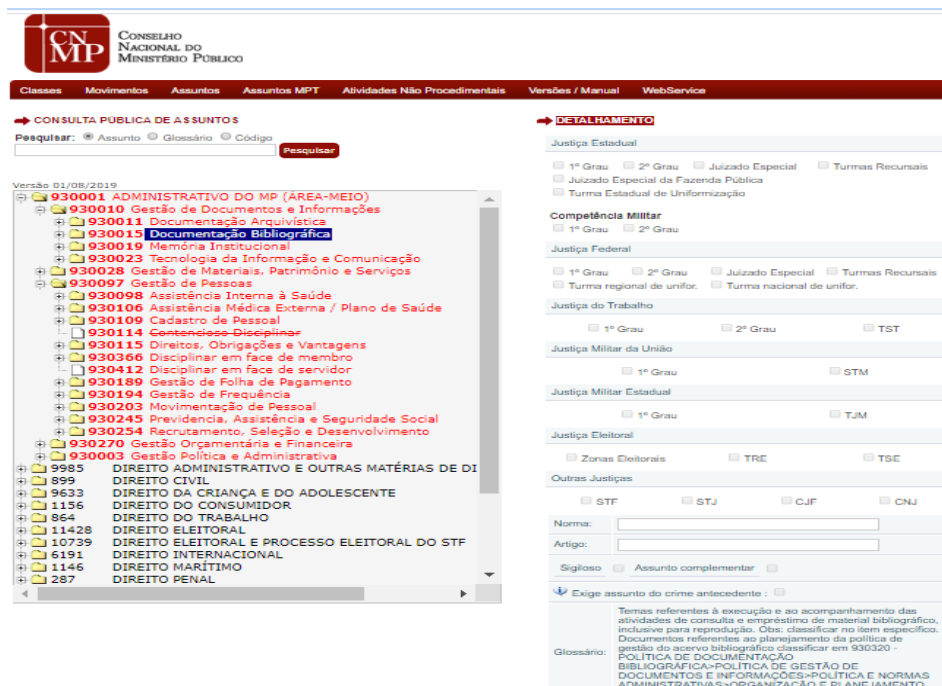 CN
MP
CONSELHO
NACIONAL DO
MINISTÉRIO PÚBLICO
Classes Movimentos Assuntos Assuntos MPT Atividades Não Procedimentais Versões / Manual WebService
CONSULTA PÚBLICA DE ASSUNTOS
Pesquisar: Assunto Glossário Código
Pesquisar
Versão 01/08/2019
930001 ADMINISTRATIVO DO MP (ÁREA-MEIO)
930010 Gestão de Documentos e Informações
930011 Documentação Arquivística
930015 Documentação Bibliográfica
930019 Memória Institucional
930023 Tecnologia da Informação e Comunicação
930028 Gestão de Materiais, Patrimônio e Serviços
930097 Gestão de Pessoas
930098 Assistência Interna à Saúde
930106 Assistência Médica Externa / Plano de Saúde
930109 Cadastro de Pessoal
930114 Contencioso Disciplinar
930115 Direitos, Obrigações e Vantagens
930366 Disciplinar em face de membro
930412 Disciplinar em face de servidor
930189 Gestão de Folha de Pagamento
930194 Gestão de Frequência
930203 Movimentação de Pessoal
930245 Previdencia, Assistência e Seguridade Social
930254 Recrutamento, Seleção e Desenvolvimento
930270 Gestão Orçamentária e Financeira
930003 Gestão Política e Administrativa
9985 DIREITO ADMINISTRATIVO E OUTRAS MATÉRIAS DE DI
899 DIREITO CIVIL
9633 DIREITO DA CRIANÇA E DO ADOLESCENTE
1156 DIREITO DO CONSUMIDOR
864 DIREITO DO TRABALHO
11428 DIREITO ELEITORAL
10739 DIREITO ELEITORAL E PROCESSO ELEITORAL DO STF
6191 DIREITO INTERNACIONAL
1146 DIREITO MARÍTIMO
287 DIREITO PENAL
DETALHAMENTO
Justiça Estadual
1º Grau 2º Grau Juizado Especial Turmas Recursais
Juizado Especial da Fazenda Pública
Turma Estadual de Uniformização
Competência Militar
1º Grau 2º Grau
Justiça Federal
1º Grau 2º Grau Juizado Especial Turmas Recursais
Turma regional de unifor. Turma nacional de unifor.
Justiça do Trabalho
1º Grau 2º Grau TST
Justiça Militar da União
1º Grau STM
Justiça Militar Estadual
1º Grau TJM
Justiça Eleitoral
Zonas Eleitorais TRE TSE
Outras Justiças
STF STJ CJF CNJ
Norma:
Artigo:
Sigiloso Assunto complementar
Exige assunto do crime antecedente :
Glossário:
Temas referentes à execução e ao acompanhamento das
atividades de consulta e empréstimo de material bibliográfico,
inclusive para reprodução. Obs: classificar no item específico.
Documentos referentes ao planejamento da política de
gestão do acervo bibliográfico classificar em 930320 -
POLÍTICA DE DOCUMENTAÇÃO
BIBLIOGRÁFICA>POLÍTICA DE GESTÃO DE
DOCUMENTOS E INFORMAÇÕES>POLÍTICA E NORMAS
ADMINISTRATIVAS>ORGANIZAÇÃO E PLANEJAMENTO